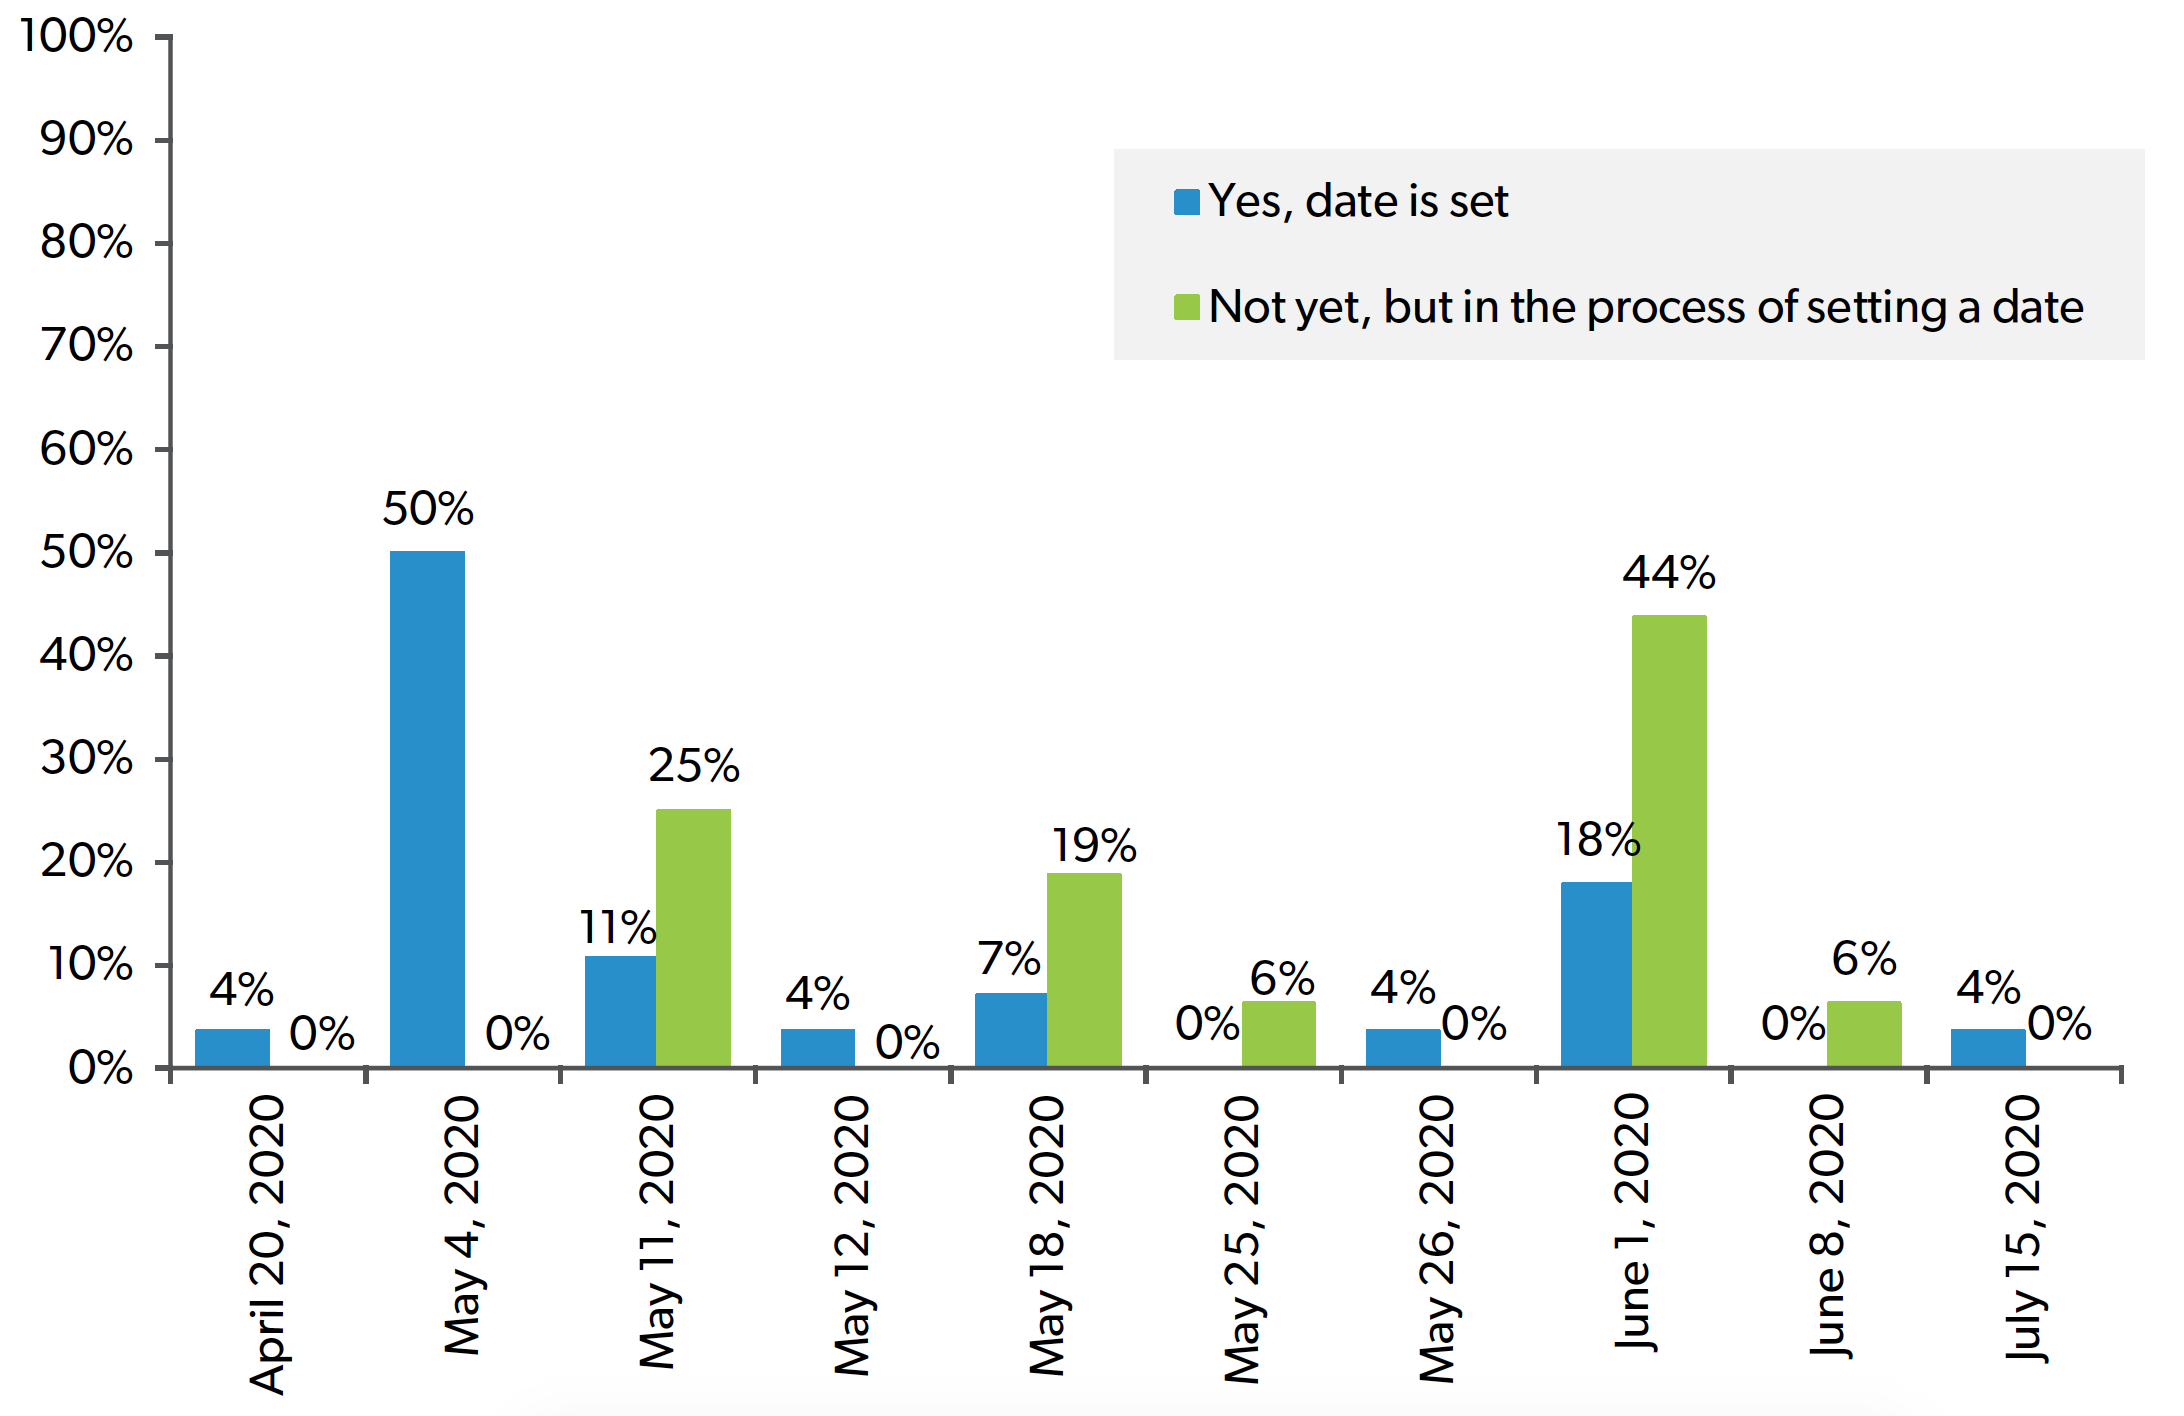 100%
90%
80%
70%
60%
50%
40%
30%
20%
10%
0%
Yes, date is set
Not yet, but in the process of setting a date
4%
0%
50%
0%
11%
25%
4%
0%
7%
19%
0%
6%
4%
0%
18%
44%
0%
6%
4%
0%
April 20, 2020
May 4, 2020
May 11, 2020
May 12, 2020
May 18, 2020
May 25, 2020
May 26, 2020
June 1, 2020
June 8, 2020
July 15, 2020